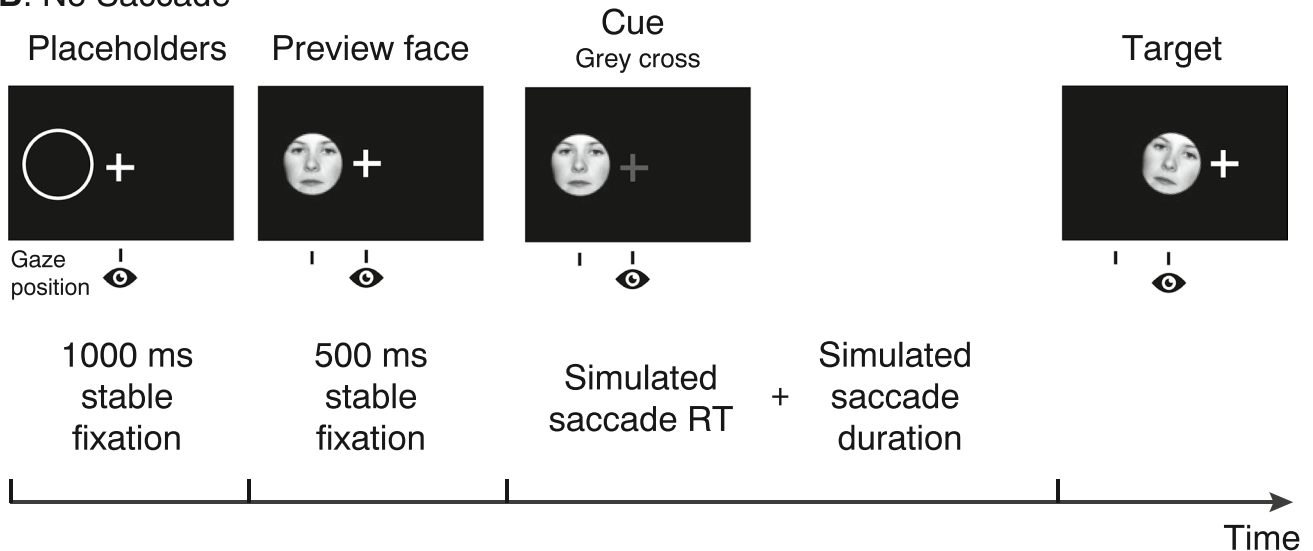 B. No Saccade
Placeholders
Preview face
Cue
Grey cross
Target
Gaze
position
1000 ms
stable
fixation
500 ms
stable
fixation
Simulated
saccade RT
+
Simulated
saccade
duration
Time